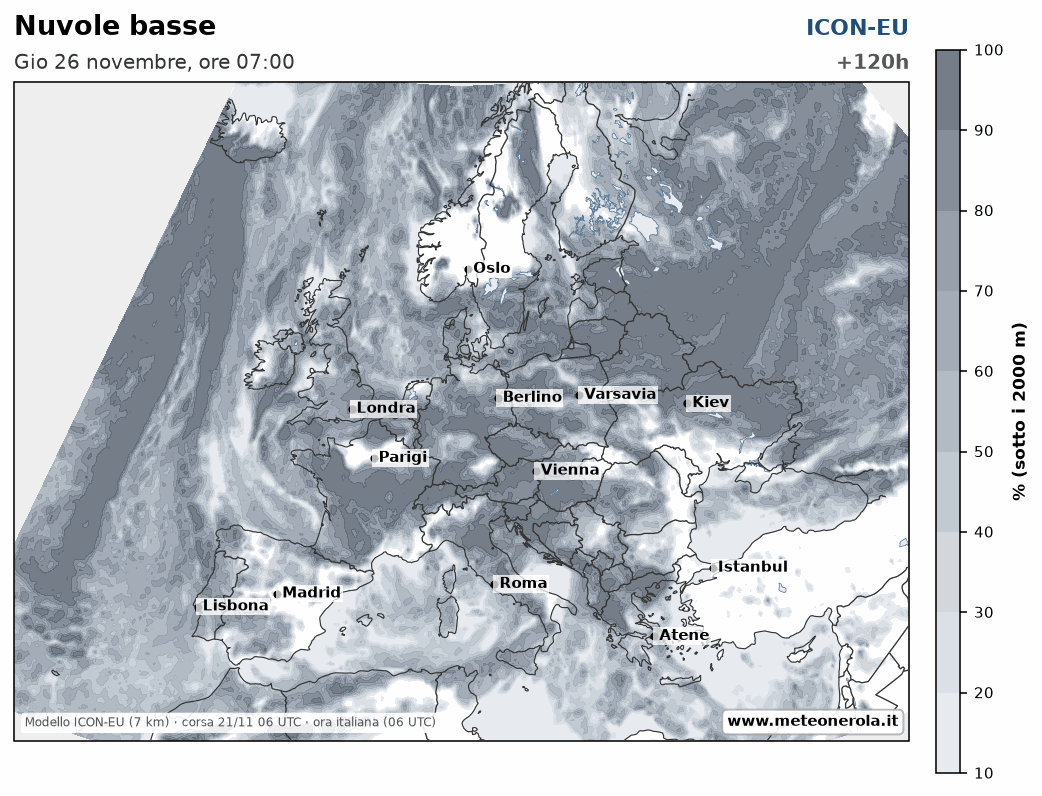 Nuvole basse
ICON-EU
Gio 26 novembre, ore 07:00
+120h
Oslo
Londra
Berlino
Varsavia
Kiev
Parigi
Vienna
Istanbul
Roma
Madrid
Lisbona
Atene
Modello ICON-EU (7 km) · corsa 21/11 06 UTC · ora italiana (06 UTC)
www.meteonerola.it
100
90
80
70
60
50
40
30
20
10
% (sotto i 2000 m)